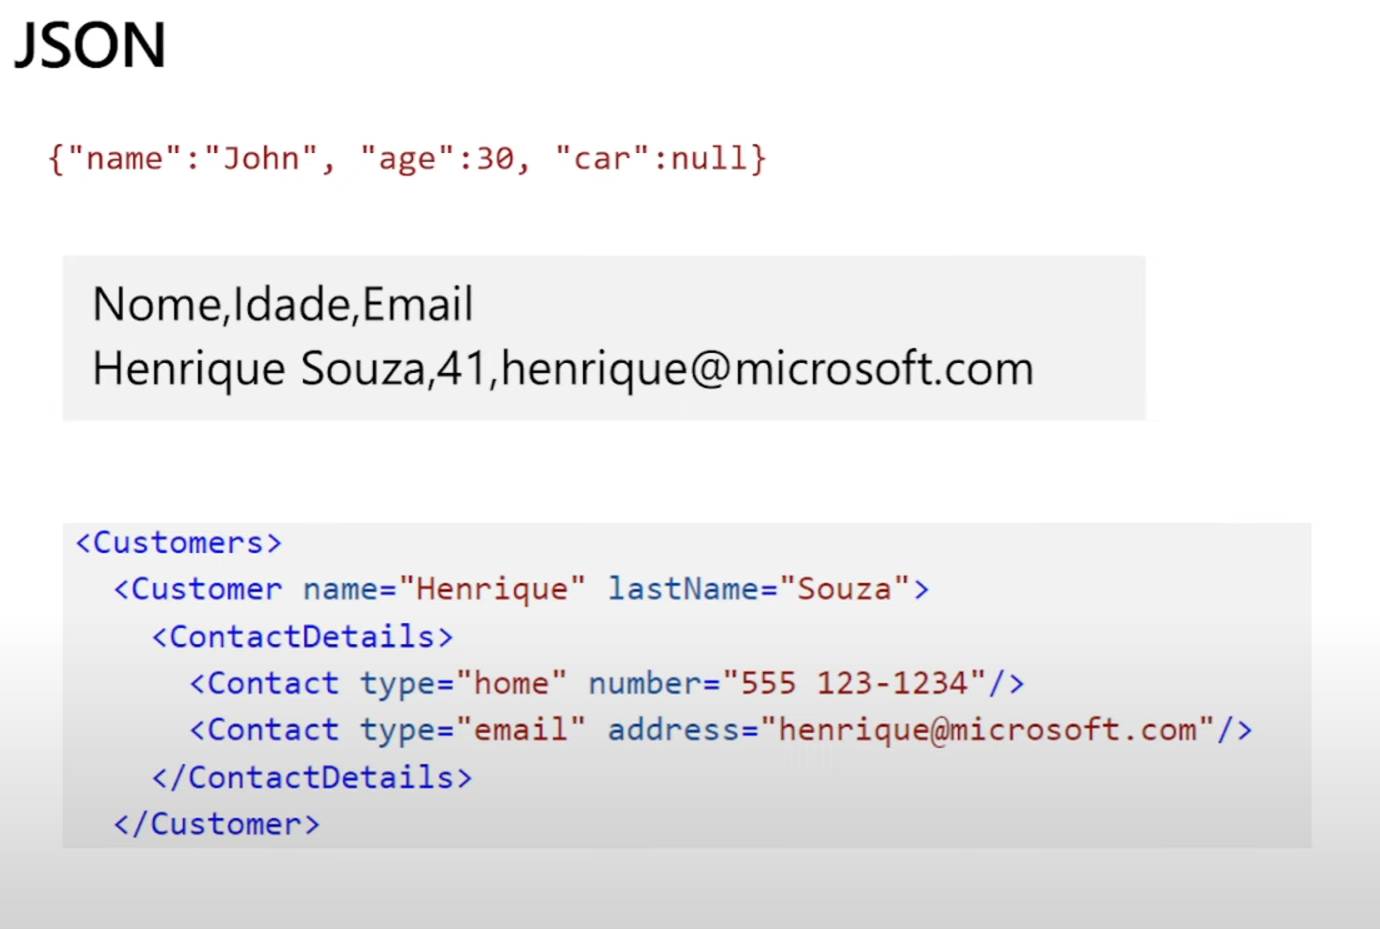 JSON
{"name":"John", "age":30, "car":null}
Nome,Idade,Email
Henrique Souza,41,henrique@microsoft.com
<Customers>
<Customer name="Henrique" lastName="Souza">
<ContactDetails>
<Contact type="home" number="555 123-1234"/>
<Contact type="email" address="henrique@microsoft.com"/>
</ContactDetails>
</Customer>